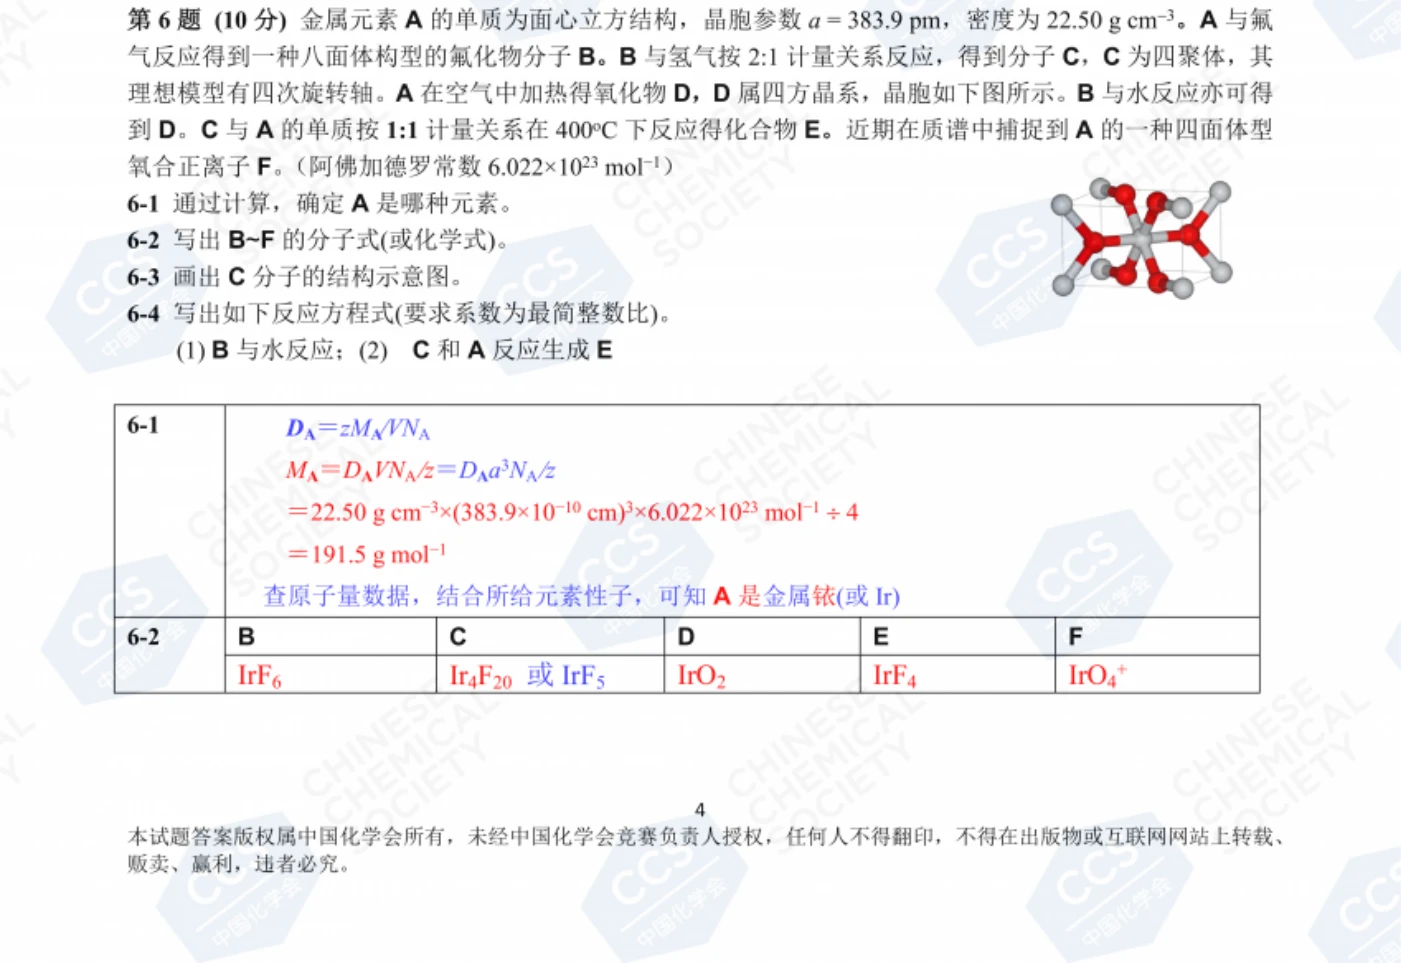 第 6 题 (10 分) 金属元素 A 的单质为面心立方结构，晶胞参数 a = 383.9 pm，密度为 22.50 g cm⁻³。A 与氟
气反应得到一种八面体构型的氟化物分子 B。B 与氢气按 2:1 计量关系反应，得到分子 C，C 为四聚体，其
理想模型有四次旋转轴。A 在空气中加热得氧化物 D，D 属四方晶系，晶胞如下图所示。B 与水反应亦可得
到 D。C 与 A 的单质按 1:1 计量关系在 400ºC 下反应得化合物 E。近期在质谱中捕捉到 A 的一种四面体型
氧合正离子 F。（阿佛加德罗常数 6.022×10²³ mol⁻¹）
6-1 通过计算，确定 A 是哪种元素。
6-2 写出 B~F 的分子式(或化学式)。
6-3 画出 C 分子的结构示意图。
6-4 写出如下反应方程式(要求系数为最简整数比)。
(1) B 与水反应；(2) C 和 A 反应生成 E
6-1
D_A＝zM_A/VN_A
M_A＝D_AVN_A/z＝D_Aa³N_A/z
＝22.50 g cm⁻³×(383.9×10⁻¹⁰ cm)³×6.022×10²³ mol⁻¹ ÷ 4
＝191.5 g mol⁻¹
查原子量数据，结合所给元素性子，可知 A 是金属铱(或 Ir)
6-2 B C D E F
IrF₆ Ir₄F₂₀ 或 IrF₅ IrO₂ IrF₄ IrO₄⁺
4
本试题答案版权属中国化学会所有，未经中国化学会竞赛负责人授权，任何人不得翻印，不得在出版物或互联网网站上转载、
贩卖、赢利，违者必究。
CCS
中国化学会
CHINESE
CHEMICAL
SOCIETY